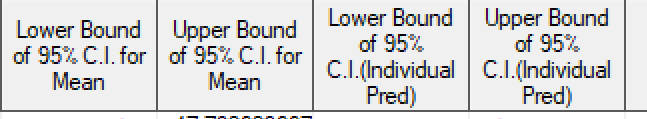 Lower Bound
of 95% C.I. for
Mean
Upper Bound
of 95% C.I. for
Mean
Lower Bound
of 95%
C.I.(Individual
Pred)
Upper Bound
of 95%
C.I.(Individual
Pred)